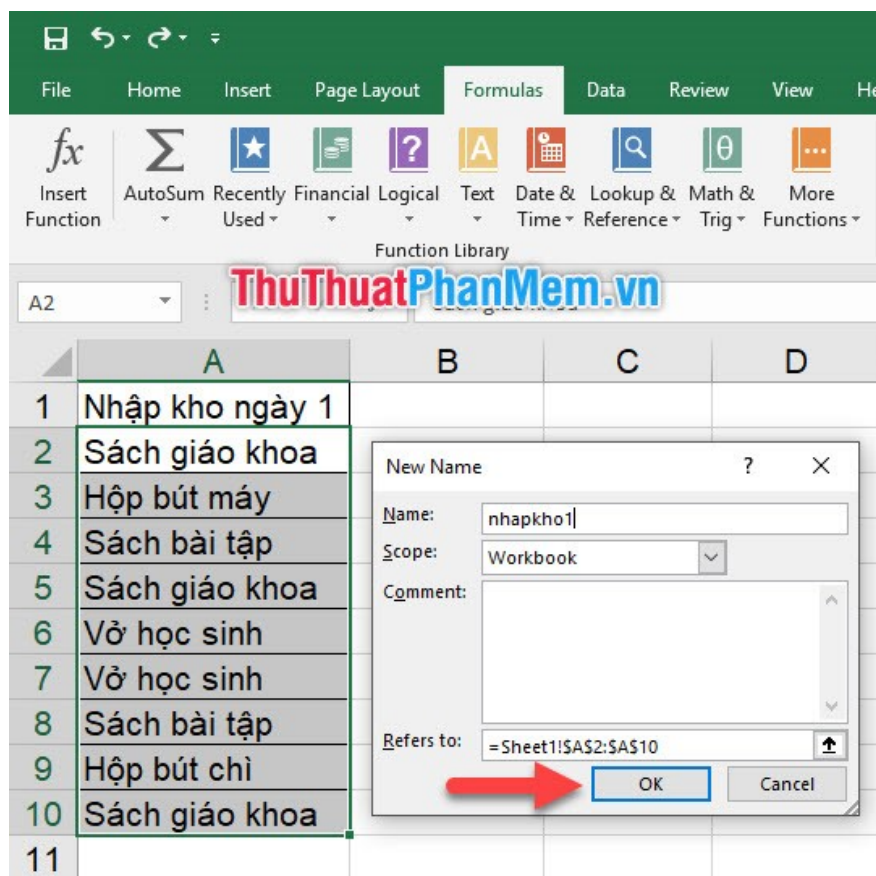 File Home Insert Page Layout Formulas Data Review View He
fx
Insert Function
AutoSum
Recently Used
Financial
Logical
? A θ
Text
Date & Time
Lookup & Reference
Math & Trig
More Functions
Function Library
ThuThuatPhanMem.vn
A2
A B C D
1 Nhập kho ngày 1
2 Sách giáo khoa
3 Hộp bút máy
4 Sách bài tập
5 Sách giáo khoa
6 Vở học sinh
7 Vở học sinh
8 Sách bài tập
9 Hộp bút chì
10 Sách giáo khoa
11
New Name ?
Name: nhapkho1
Scope: Workbook
Comment:
Refers to: =Sheet1!$A$2:$A$10
OK Cancel